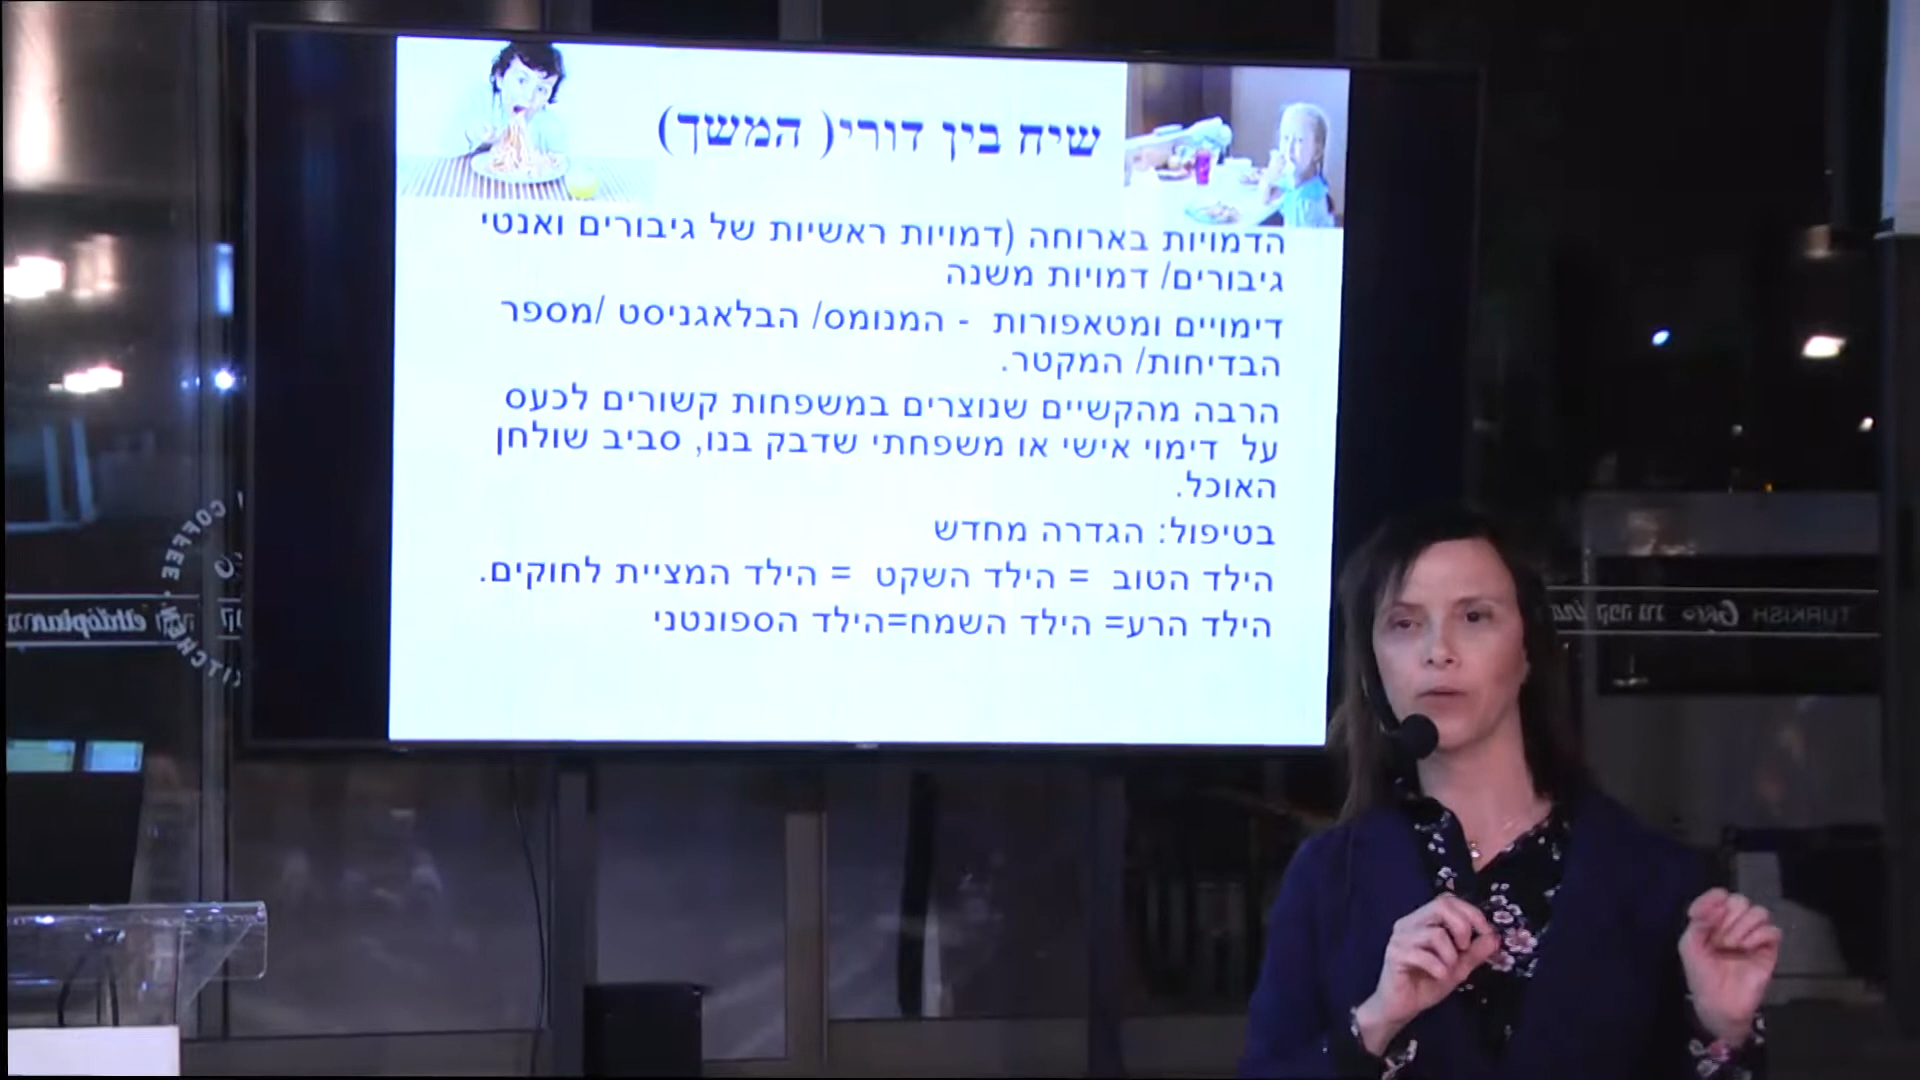 שיח בין דורי( המשך)
הדמויות בארוחה (דמויות ראשיות של גיבורים ואנטי
גיבורים/ דמויות משנה
דימויים ומטאפורות - המנומס/ הבלאגניסט /מספר
הבדיחות/ המקטר.
הרבה מהקשיים שנוצרים במשפחות קשורים לכעס
על דימוי אישי או משפחתי שדבק בנו, סביב שולחן
האוכל.
בטיפול: הגדרה מחדש
הילד הטוב = הילד השקט = הילד המציית לחוקים.
הילד הרע= הילד השמח=הילד הספונטני
COFFEE
TURKISH